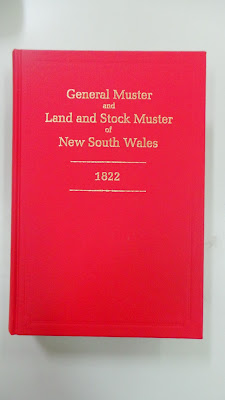 General Muster
and
Land and Stock Muster
of
New South Wales
1822